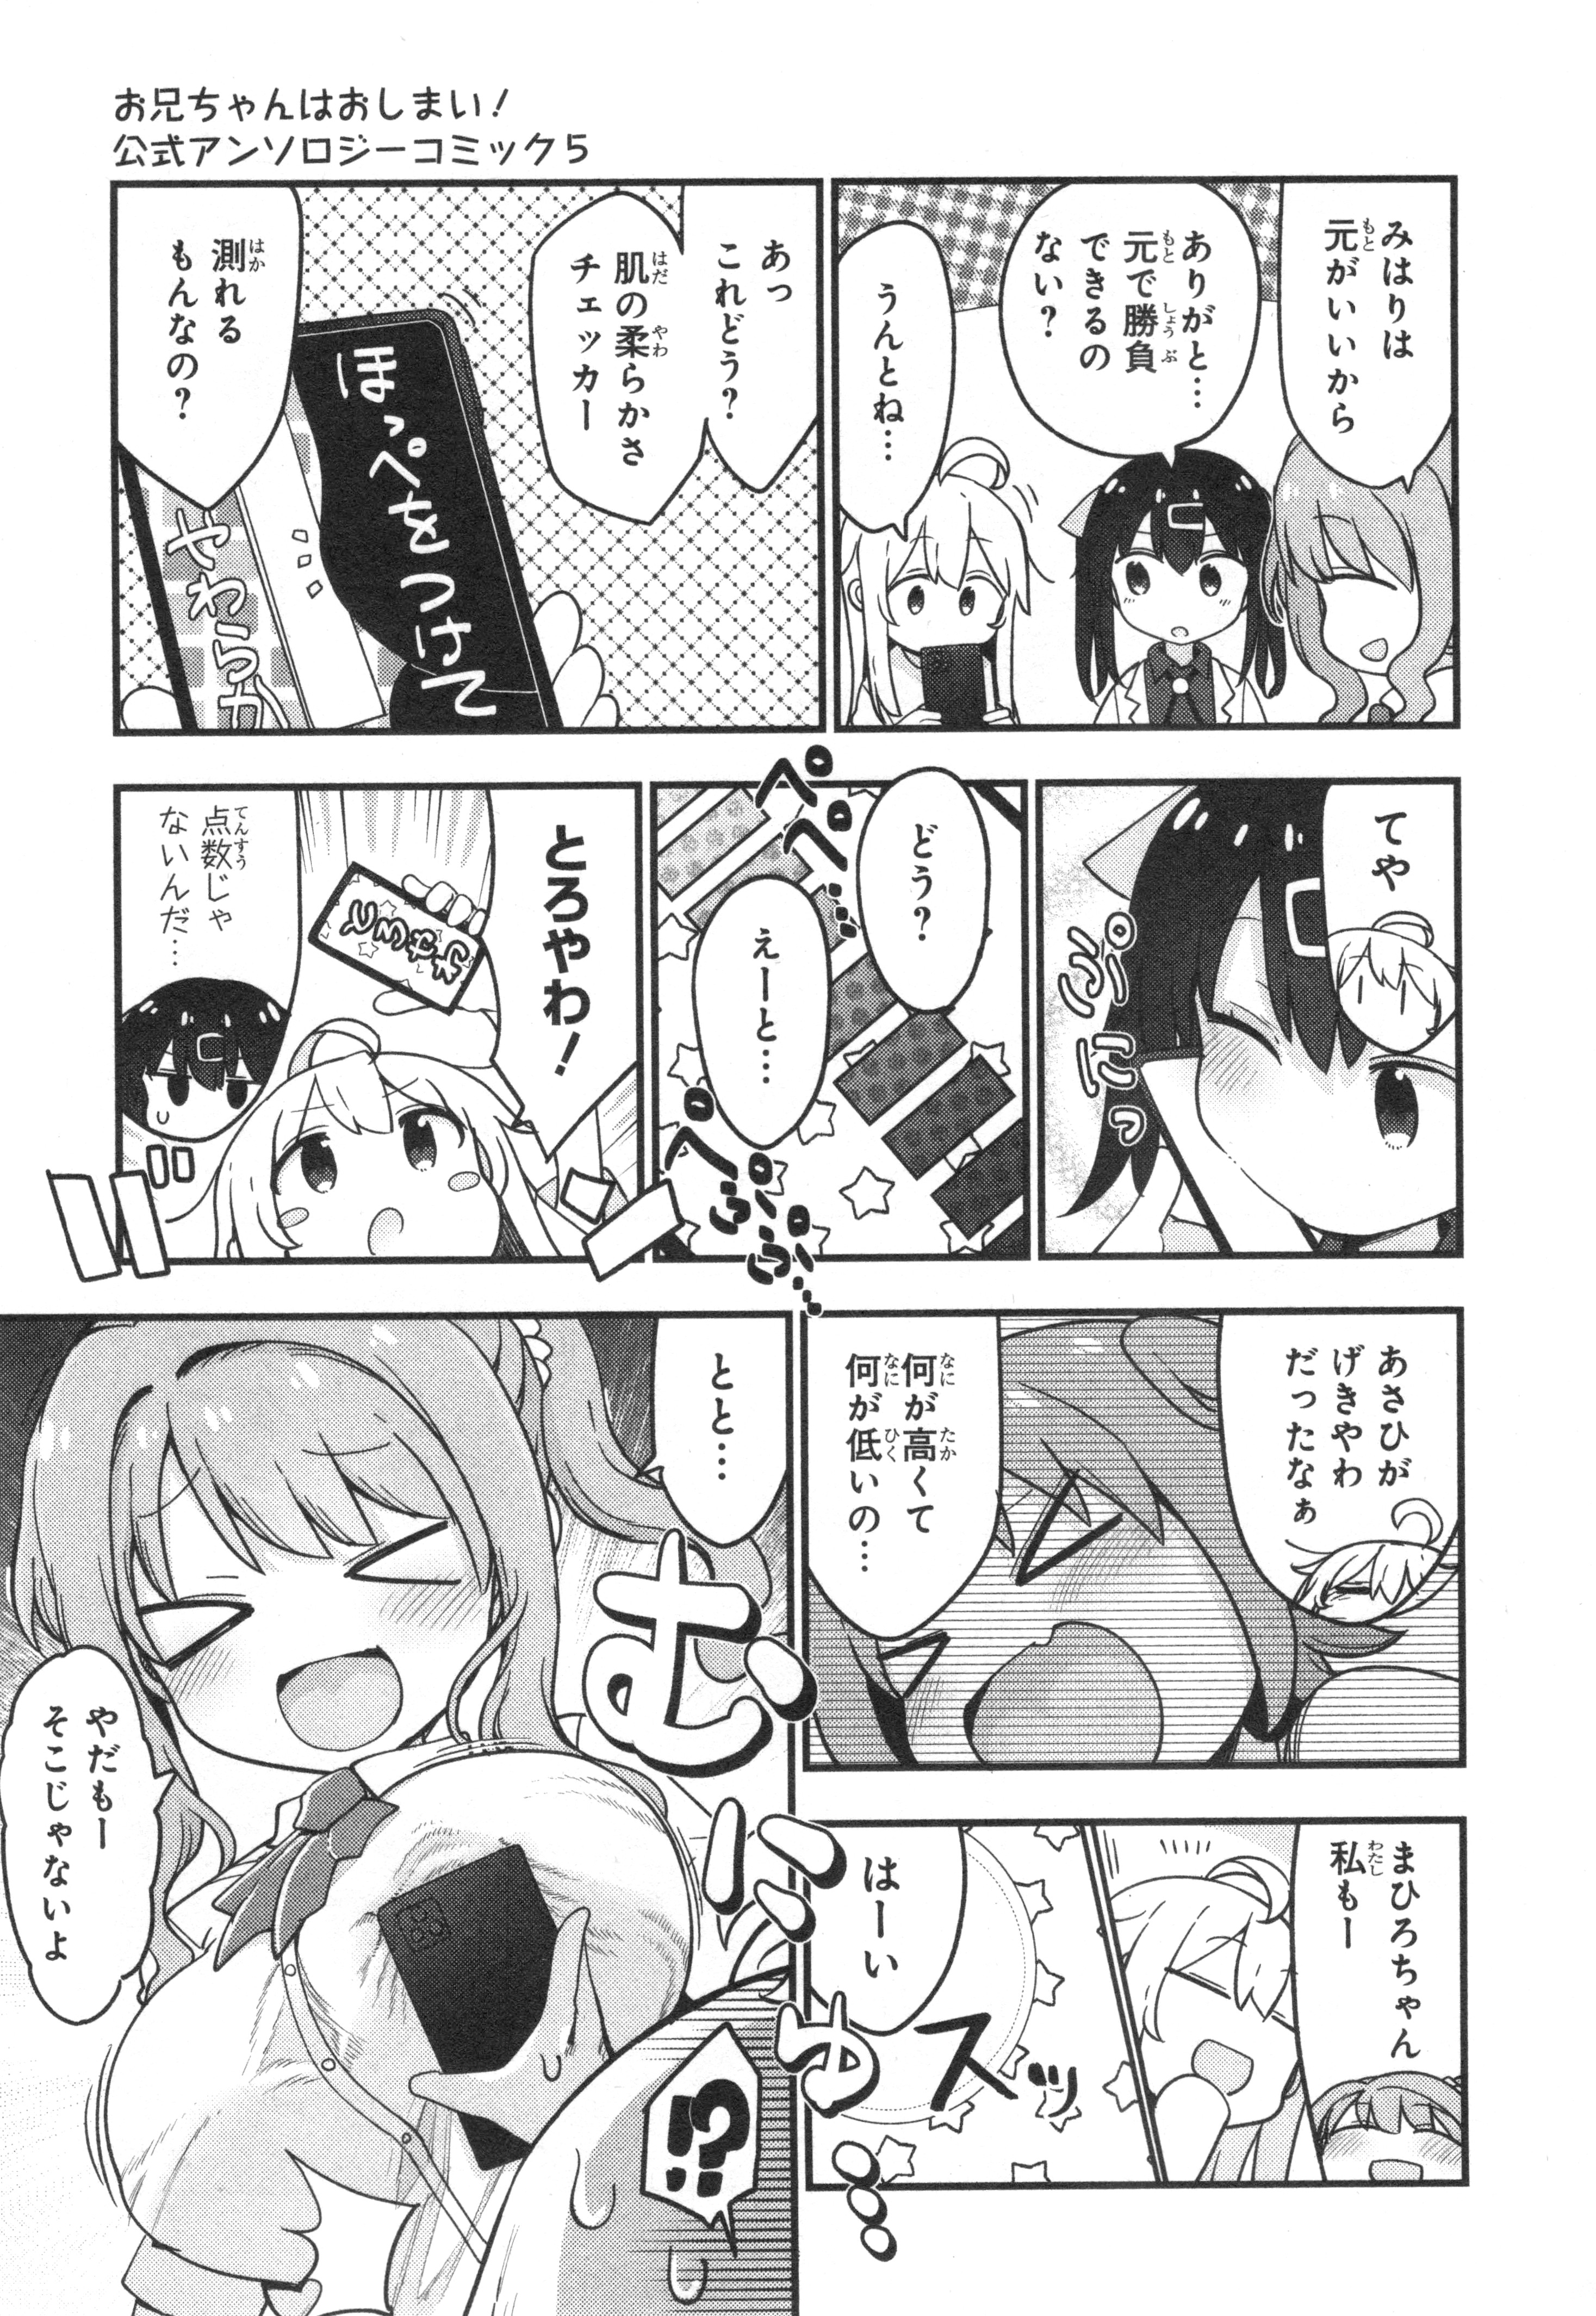 お兄ちゃんはおしまい!
公式アンソロジーコミック5
みはりは
元がいいから
ありがと…
元で勝負
できるの
ない?
うんとね…
あっ
これどう?
肌の柔らかさ
チェッカー
測れる
もんなの?
ほっぺをつけて
やわらか
てや
ぷにっ
どう?
えーと…
ペペ…
ぺぷぷ…
とろやわ!
とろやわ
点数じゃ
ないんだ…
あさひが
げきやわ
だったなぁ
何が高くて
何が低いの…
まひろちゃん
私もー
はーい
スッ
とと…
むにゅ…
やだもー
そこじゃないよ
!?